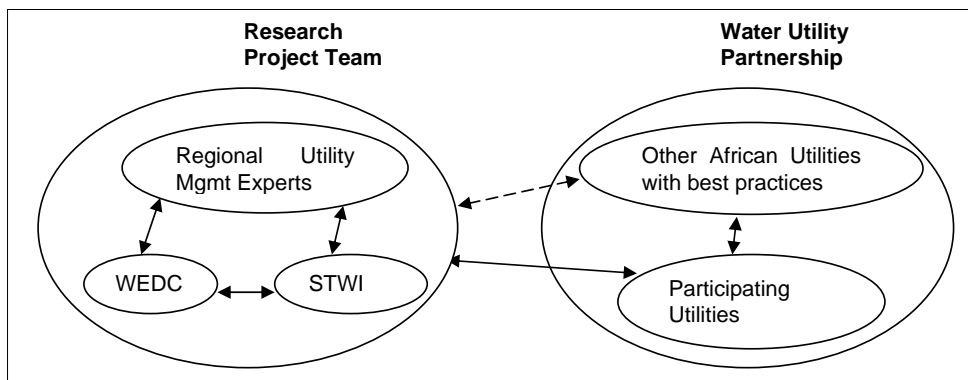 Research
Project Team
Water Utility
Partnership
Regional Utility
Mgmt Experts
Other African Utilities
with best practices
WEDC
STWI
Participating
Utilities